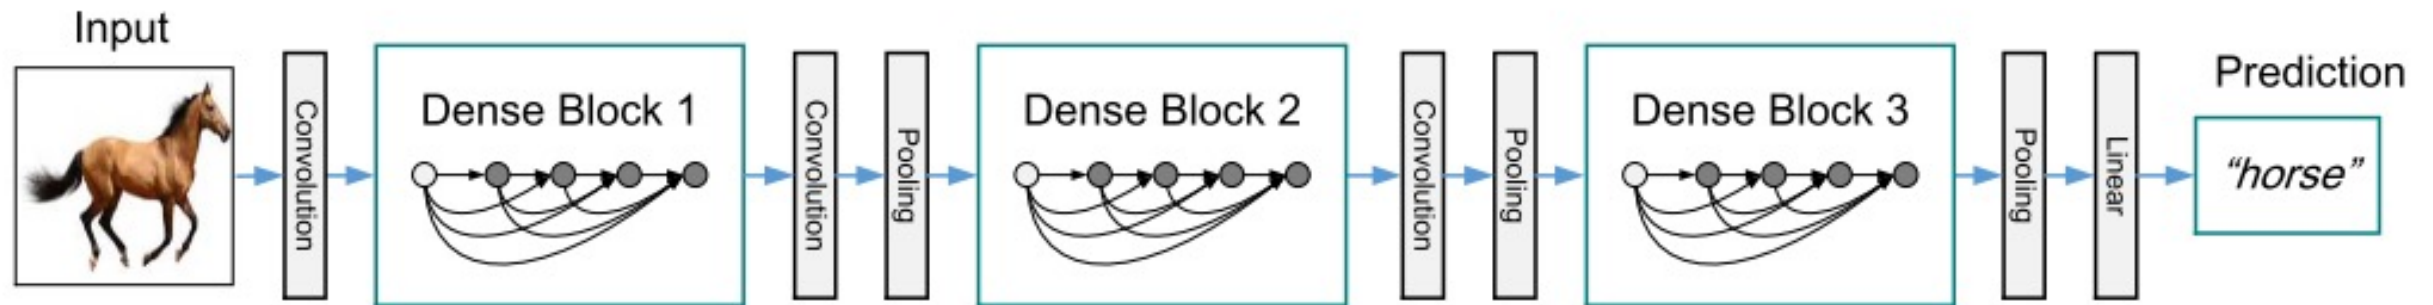 Input
Convolution
Dense Block 1
Convolution
Pooling
Dense Block 2
Convolution
Pooling
Dense Block 3
Pooling
Linear
Prediction
“horse”